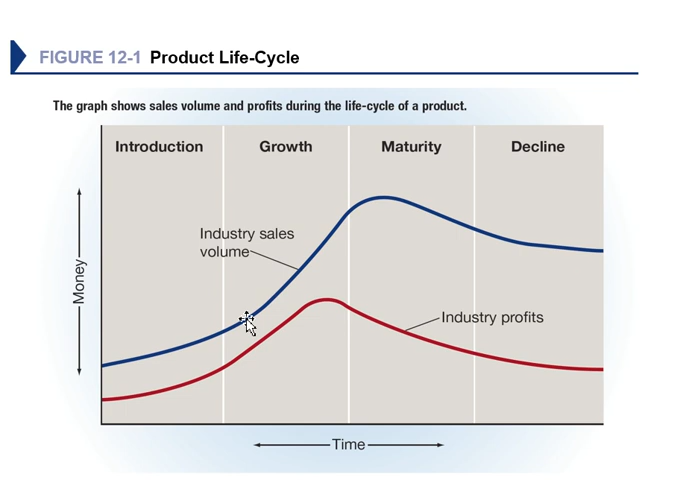 FIGURE 12-1 Product Life-Cycle
The graph shows sales volume and profits during the life-cycle of a product.
Introduction Growth Maturity Decline
Industry sales
volume
Money
Industry profits
Time